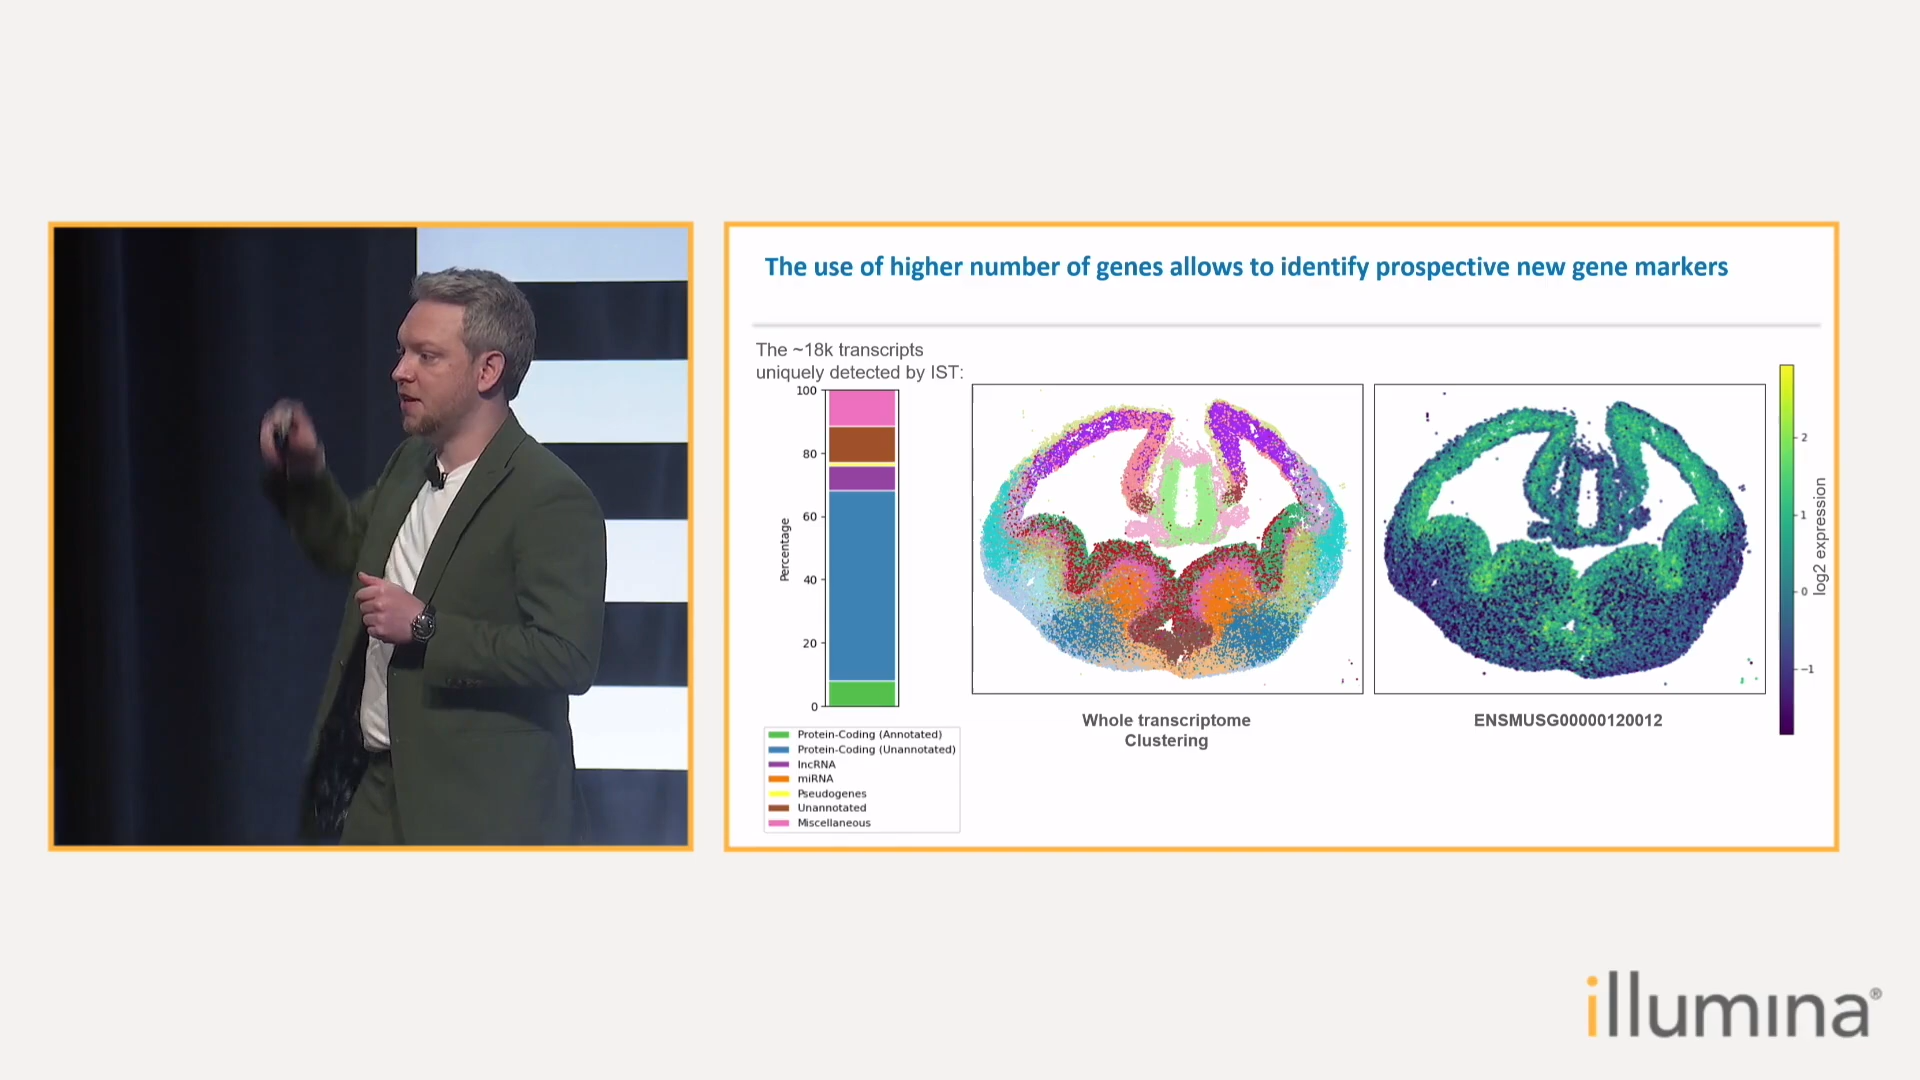 The use of higher number of genes allows to identify prospective new gene markers
The ~18k transcripts
uniquely detected by IST:
100
80
60
40
20
0
Percentage
Protein-Coding (Annotated)
Protein-Coding (Unannotated)
lncRNA
miRNA
Pseudogenes
Unannotated
Miscellaneous
Whole transcriptome
Clustering
ENSMUSG00000120012
2
1
0
−1
log2 expression
illumina®